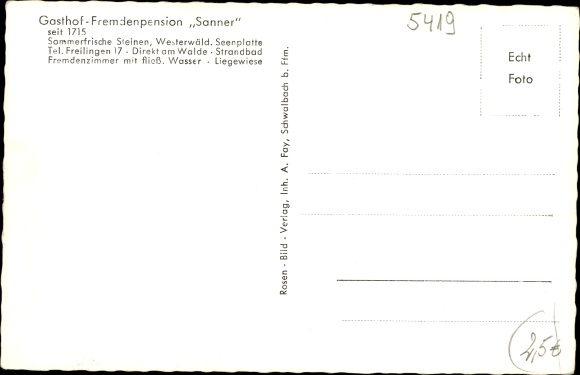 Gasthof-Fremdenpension „Sanner"
seit 1715
Sommerfrische Steinen, Westerwäld. Seenplatte
Tel. Freilingen 17 · Direkt am Walde · Strandbad
Fremdenzimmer mit fließ. Wasser · Liegewiese
Rosen - Bild - Verlag, Inh. A. Fay, Schwalbach b. Ffm.
5419
Echt
Foto
2,5€